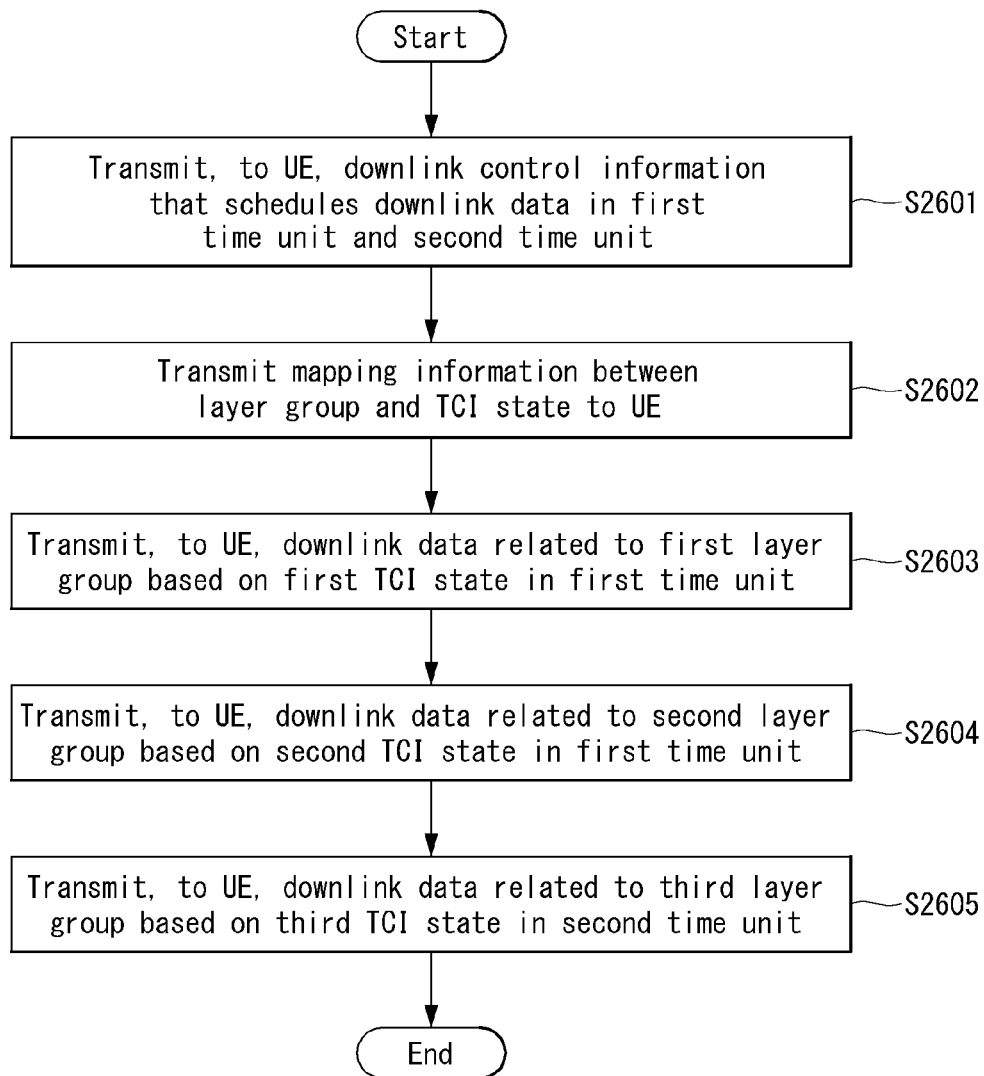 Start
Transmit, to UE, downlink control information
that schedules downlink data in first
time unit and second time unit
S2601
Transmit mapping information between
layer group and TCI state to UE
S2602
Transmit, to UE, downlink data related to first layer
group based on first TCI state in first time unit
S2603
Transmit, to UE, downlink data related to second layer
group based on second TCI state in first time unit
S2604
Transmit, to UE, downlink data related to third layer
group based on third TCI state in second time unit
S2605
End